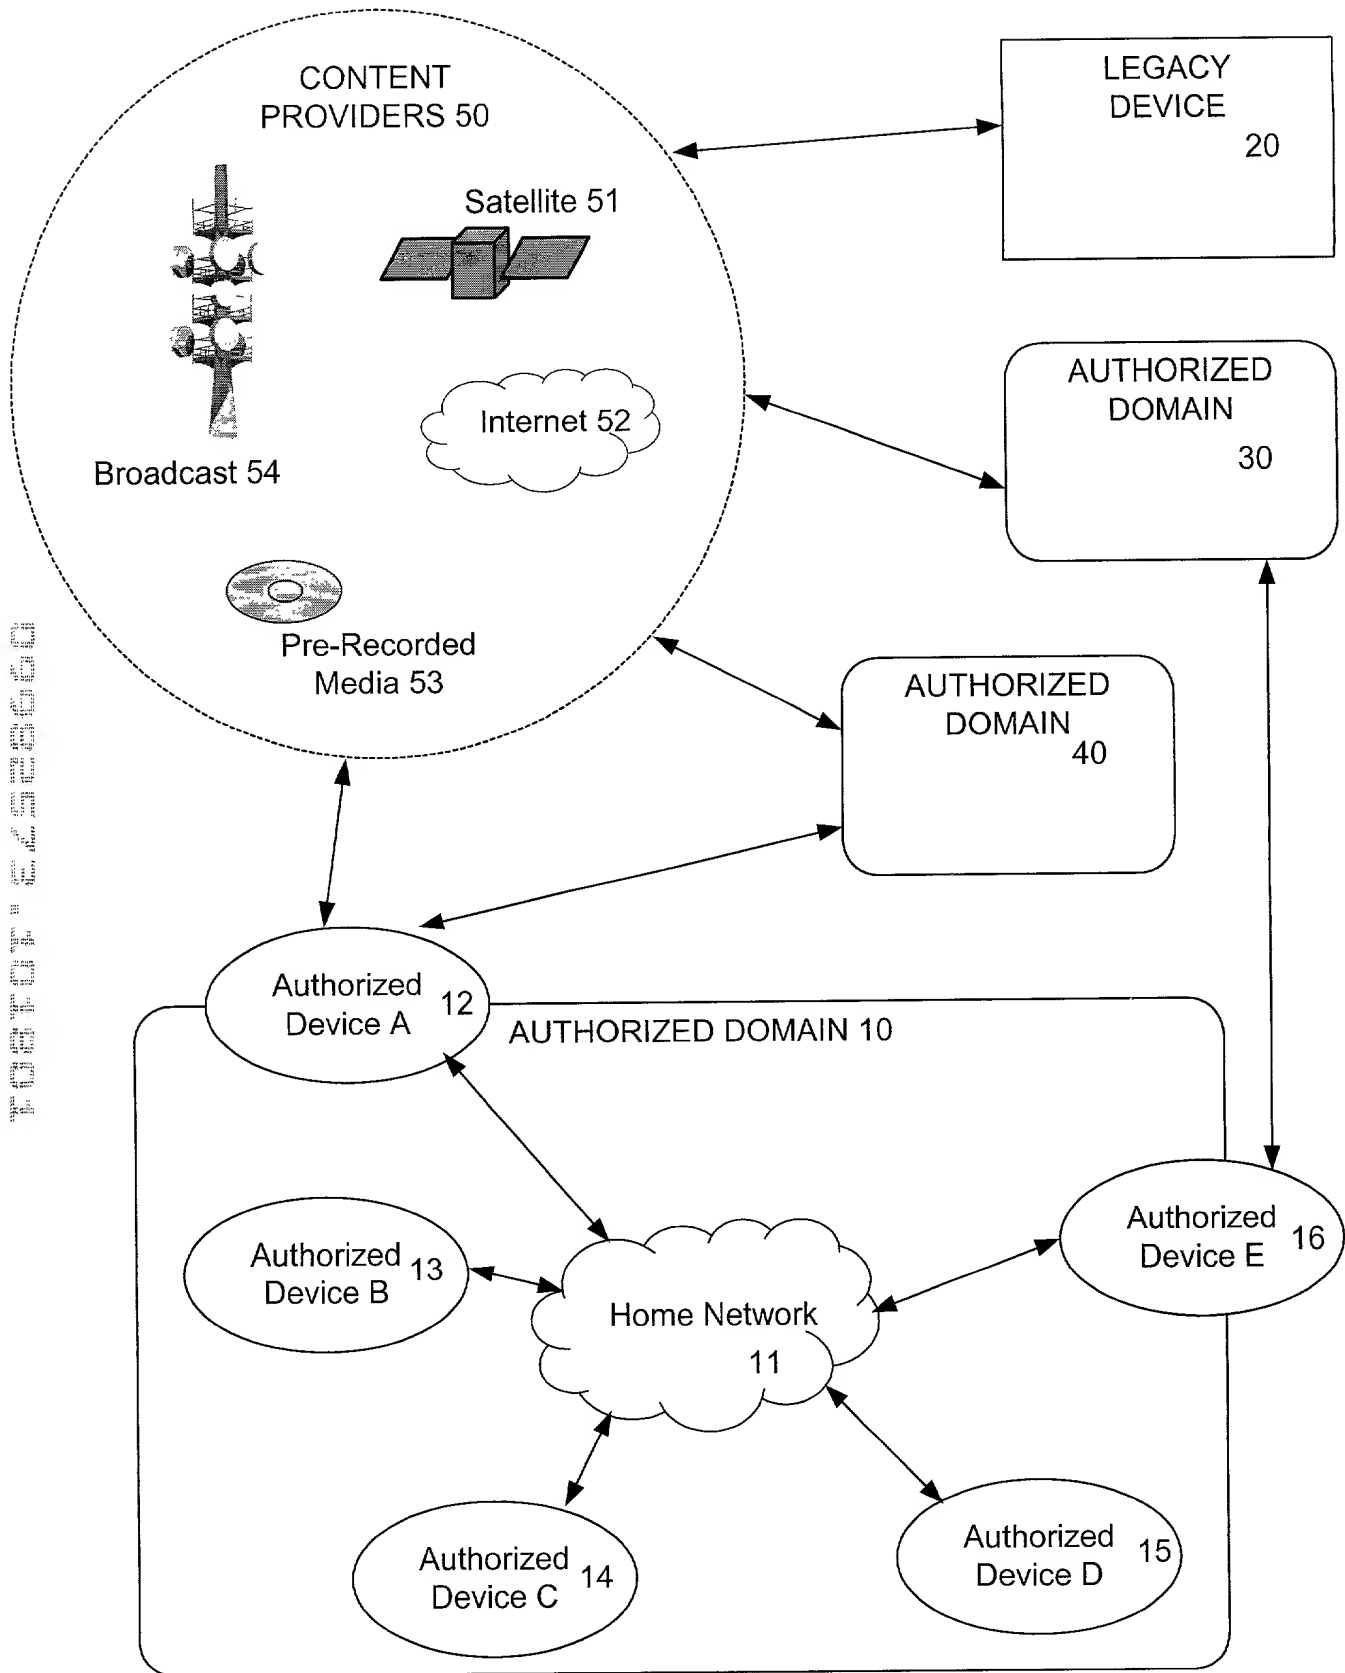 CONTENT
PROVIDERS 50
Satellite 51
Internet 52
Broadcast 54
Pre-Recorded
Media 53
LEGACY
DEVICE
20
AUTHORIZED
DOMAIN
30
AUTHORIZED
DOMAIN
40
Authorized
Device A
12
AUTHORIZED DOMAIN 10
Authorized
Device B
13
Home Network
11
Authorized
Device E
16
Authorized
Device C
14
Authorized
Device D
15